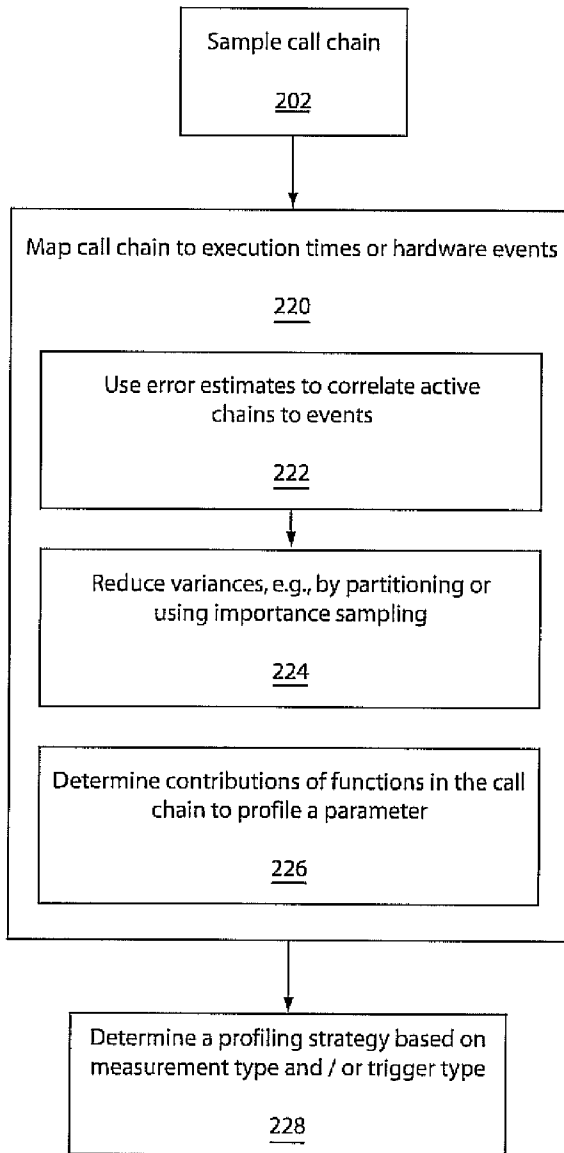 Sample call chain
202
Map call chain to execution times or hardware events
220
Use error estimates to correlate active
chains to events
222
Reduce variances, e.g., by partitioning or
using importance sampling
224
Determine contributions of functions in the call
chain to profile a parameter
226
Determine a profiling strategy based on
measurement type and / or trigger type
228